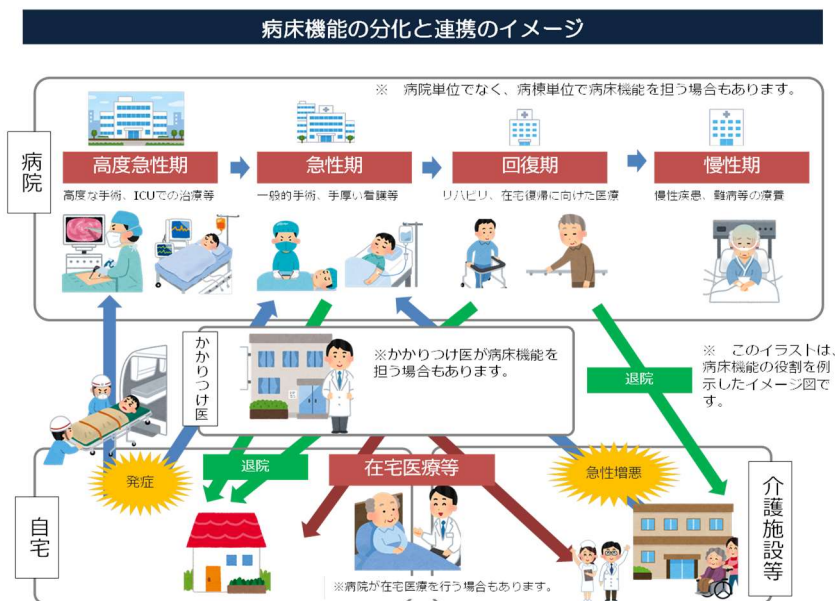 病床機能の分化と連携のイメージ
※　病院単位でなく、病棟単位で病床機能を担う場合もあります。
病院
高度急性期
急性期
回復期
慢性期
高度な手術、ICUでの治療等
一般的手術、手厚い看護等
リハビリ、在宅復帰に向けた医療
慢性疾患、難病等の療養
かかりつけ医
※かかりつけ医が病床機能を
担う場合もあります。
※　このイラストは、
病床機能の役割を例
示したイメージ図で
す。
退院
発症
退院
在宅医療等
急性増悪
自宅
介護施設等
※病院が在宅医療を行う場合もあります。